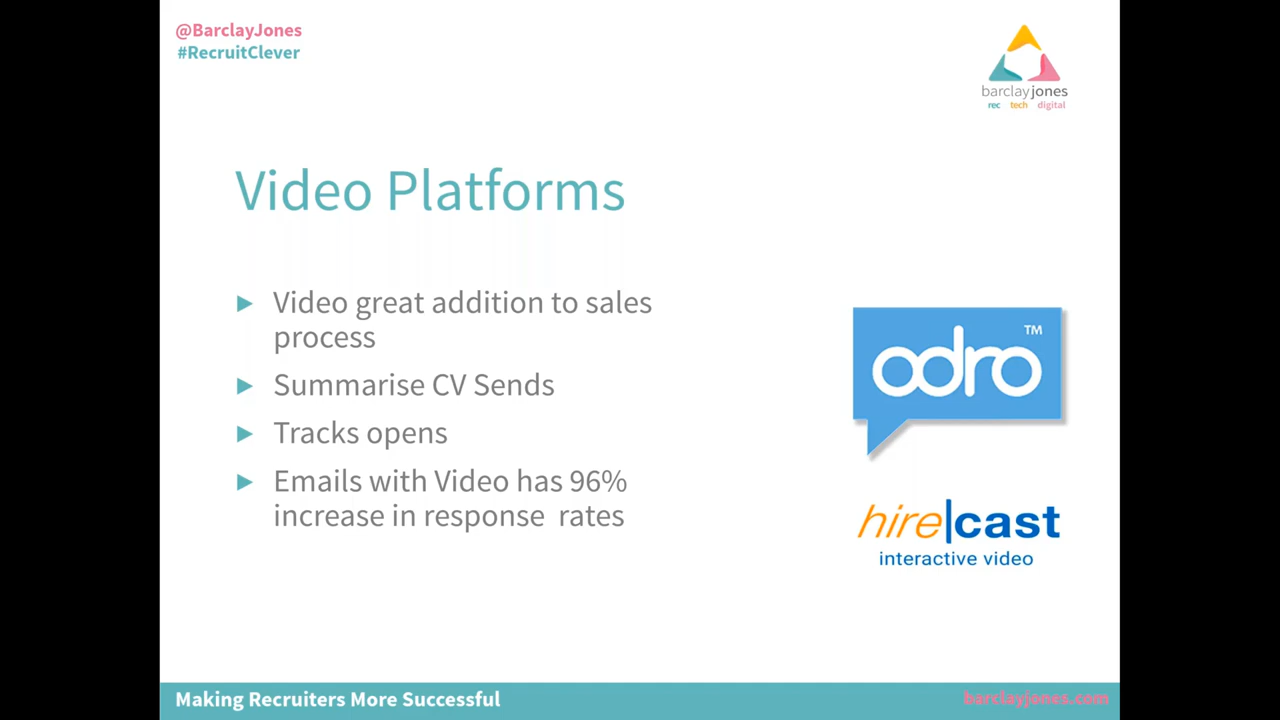 @BarclayJones
#RecruitClever
barclayjones
rec tech digital
Video Platforms
Video great addition to sales
process
Summarise CV Sends
Tracks opens
Emails with Video has 96%
increase in response rates
odro TM
hire|cast
interactive video
Making Recruiters More Successful
barclayjones.com